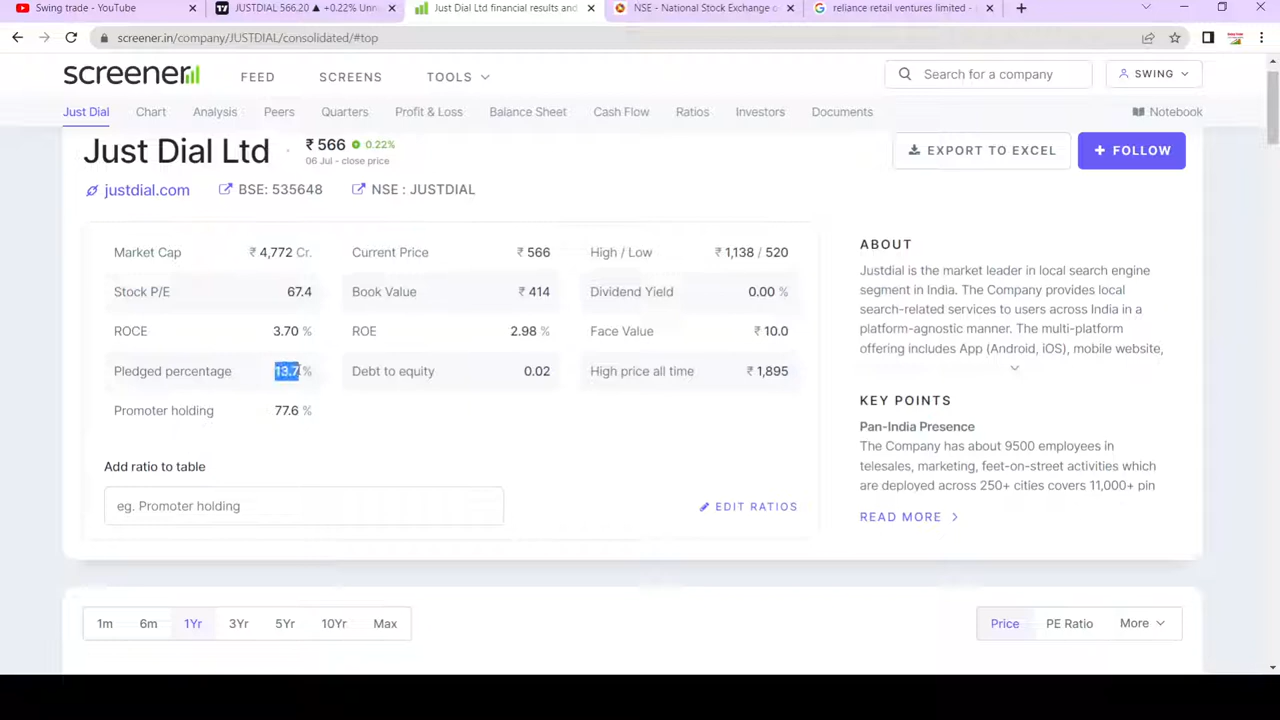 Swing trade - YouTube
JUSTDIAL 566.20 ▲ +0.22% Unn
Just Dial Ltd financial results and
NSE - National Stock Exchange o
reliance retail ventures limited -
screener.in/company/JUSTDIAL/consolidated/#top
screener
FEED
SCREENS
TOOLS
Search for a company
SWING
Just Dial
Chart
Analysis
Peers
Quarters
Profit & Loss
Balance Sheet
Cash Flow
Ratios
Investors
Documents
Notebook
Just Dial Ltd
₹ 566
0.22%
06 Jul - close price
EXPORT TO EXCEL
+ FOLLOW
justdial.com
BSE: 535648
NSE : JUSTDIAL
Market Cap ₹ 4,772 Cr.
Current Price ₹ 566
High / Low ₹ 1,138 / 520
Stock P/E 67.4
Book Value ₹ 414
Dividend Yield 0.00 %
ROCE 3.70 %
ROE 2.98 %
Face Value ₹ 10.0
Pledged percentage 13.7 %
Debt to equity 0.02
High price all time ₹ 1,895
Promoter holding 77.6 %
Add ratio to table
eg. Promoter holding
EDIT RATIOS
ABOUT
Justdial is the market leader in local search engine
segment in India. The Company provides local
search-related services to users across India in a
platform-agnostic manner. The multi-platform
offering includes App (Android, iOS), mobile website,
KEY POINTS
Pan-India Presence
The Company has about 9500 employees in
telesales, marketing, feet-on-street activities which
are deployed across 250+ cities covers 11,000+ pin
READ MORE
1m
6m
1Yr
3Yr
5Yr
10Yr
Max
Price
PE Ratio
More